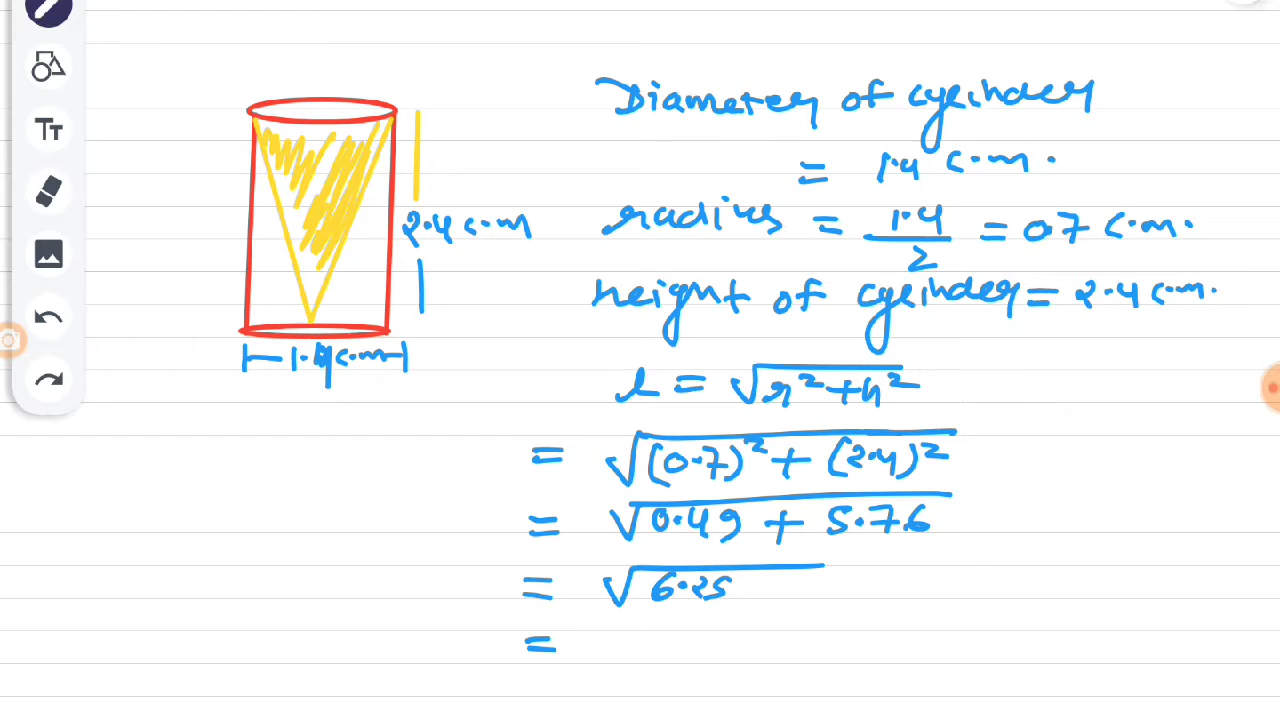 Tт
2.4 c.m
1.4 c.m
Diameter of cylinder
= 1.4 c.m.
radius = 1.4/2 = 0.7 c.m.
height of cylinder = 2.4 c.m.
l = √r²+h²
= √(0.7)²+(2.4)²
= √0.49 + 5.76
= √6.25
=